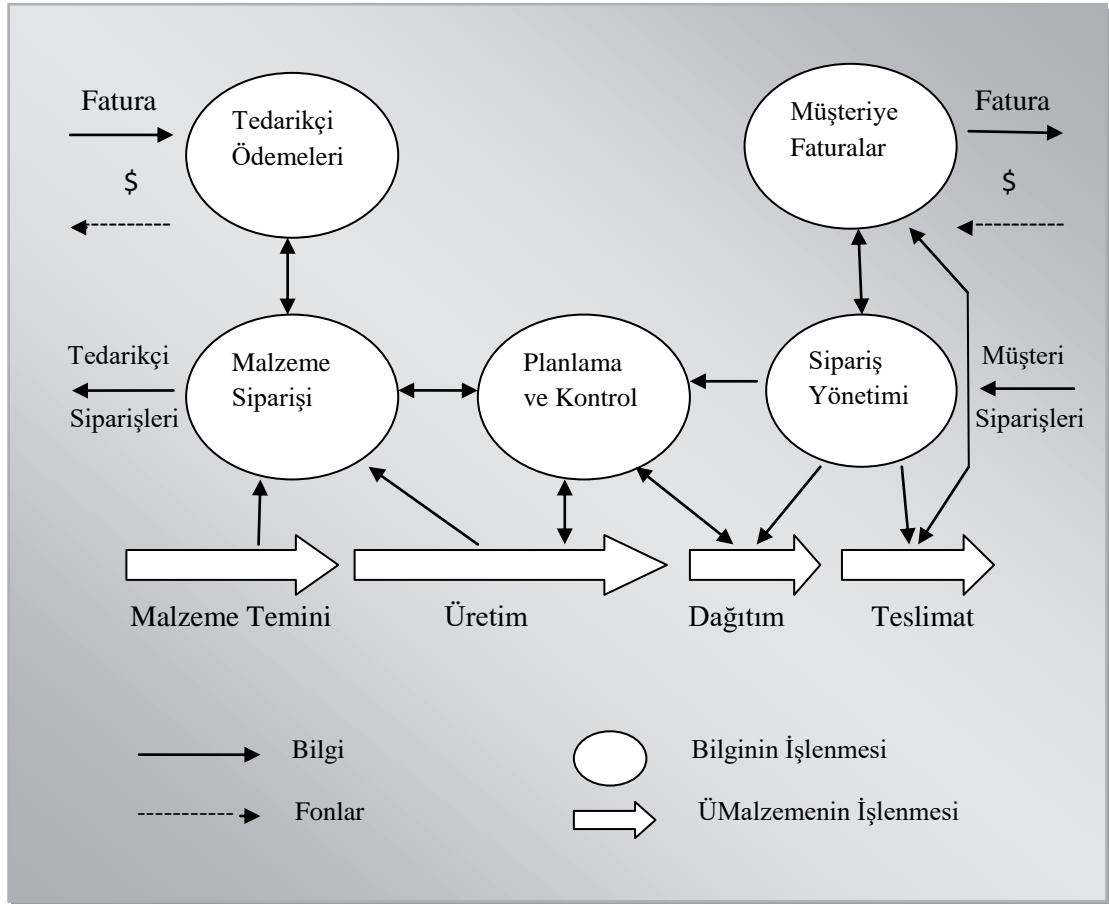 Fatura
$
Tedarikçi
Ödemeleri
Müşteriye
Faturalar
Fatura
$
Tedarikçi
Siparişleri
Malzeme
Siparişi
Planlama
ve Kontrol
Sipariş
Yönetimi
Müşteri
Siparişleri
Malzeme Temini
Üretim
Dağıtım
Teslimat
Bilgi
Bilginin İşlenmesi
Fonlar
ÜMalzemenin İşlenmesi